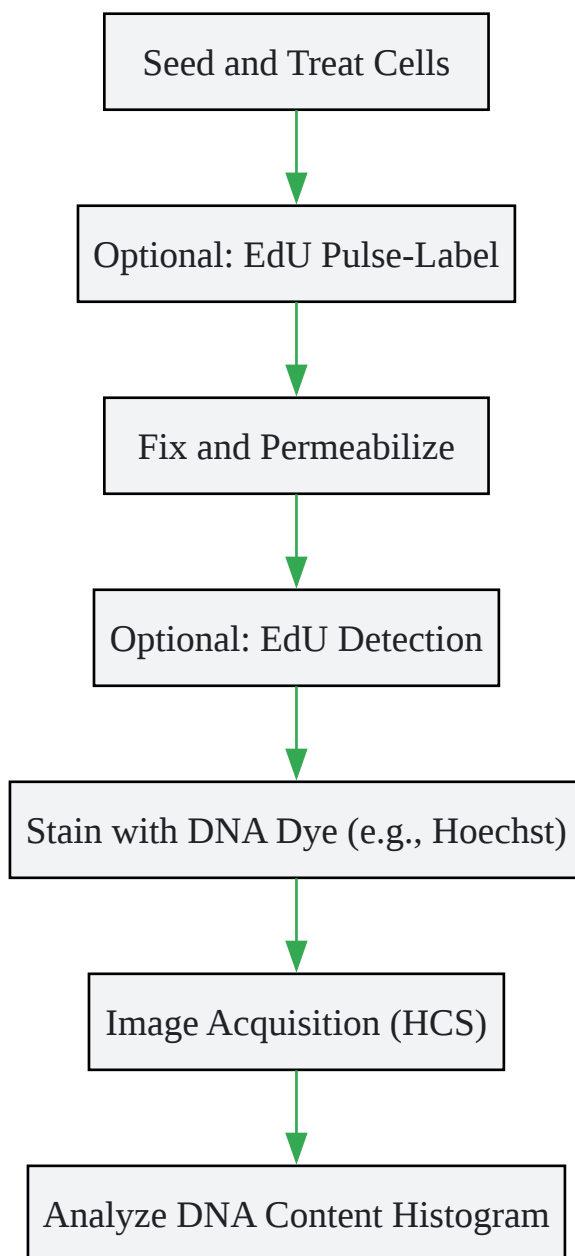 Seed and Treat Cells
Optional: EdU Pulse-Label
Fix and Permeabilize
Optional: EdU Detection
Stain with DNA Dye (e.g., Hoechst)
Image Acquisition (HCS)
Analyze DNA Content Histogram